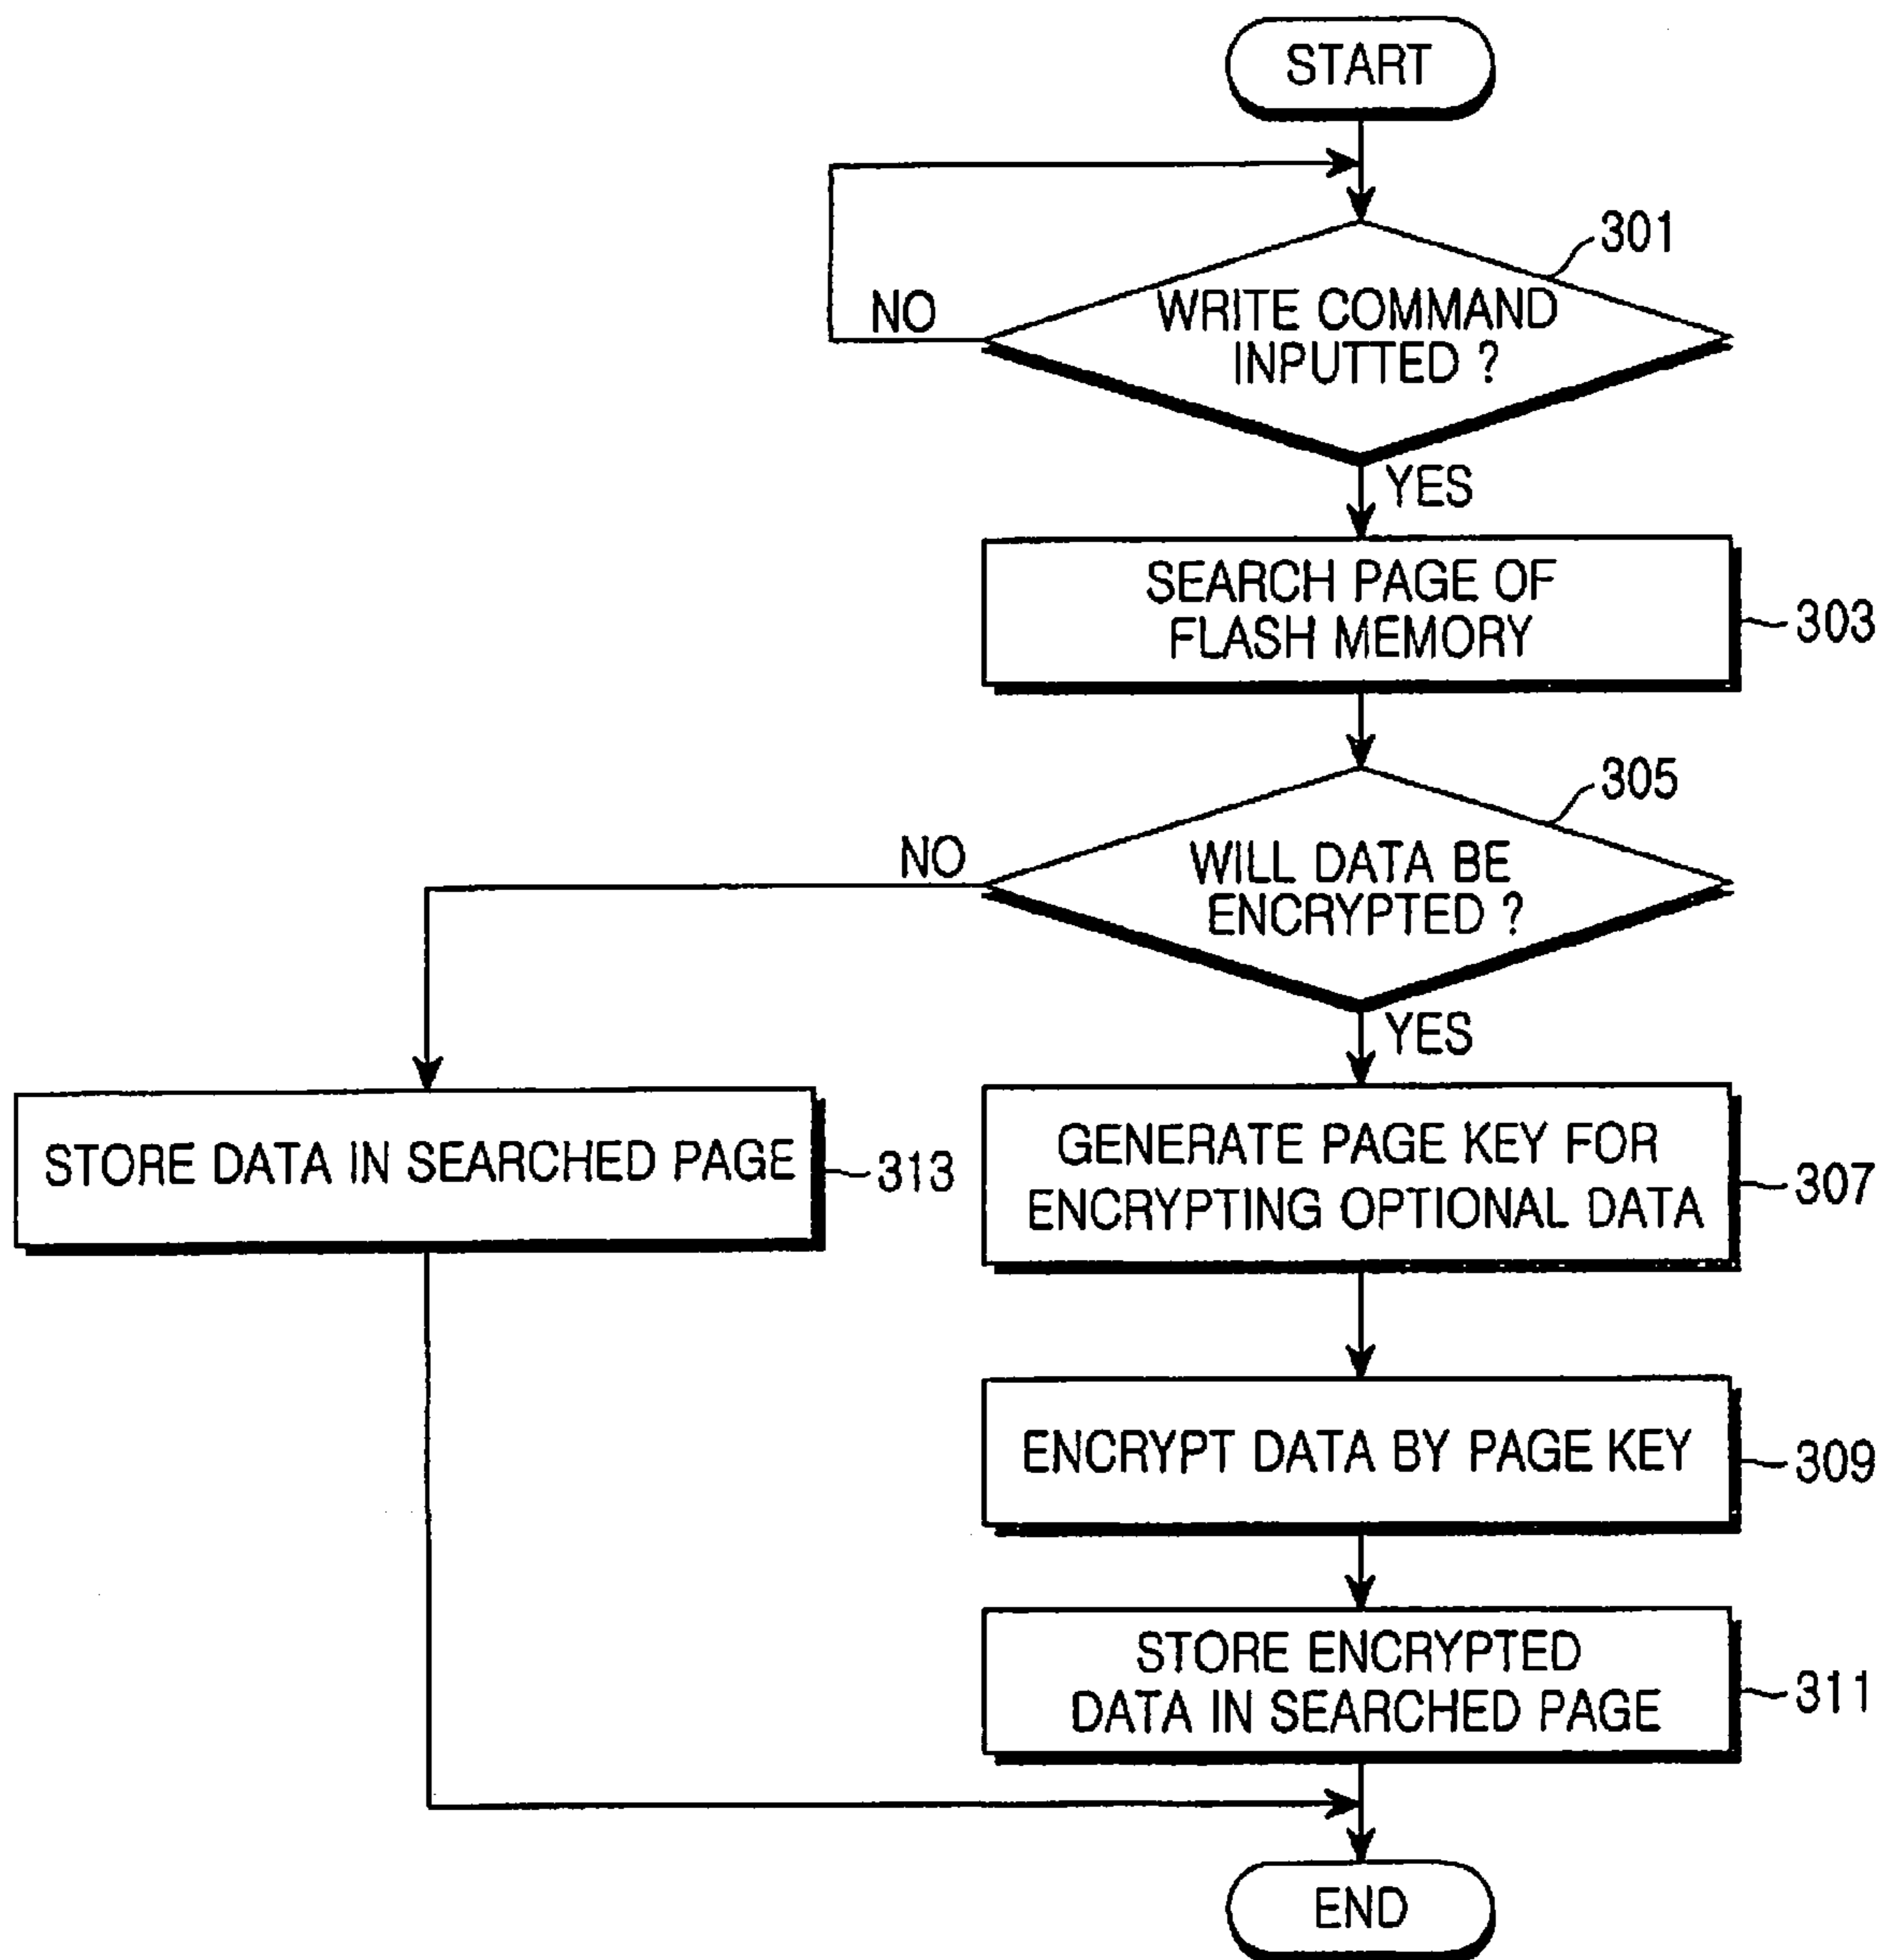 START
301
NO
WRITE COMMAND
INPUTTED ?
YES
SEARCH PAGE OF
FLASH MEMORY
303
305
NO
WILL DATA BE
ENCRYPTED ?
YES
STORE DATA IN SEARCHED PAGE
313
GENERATE PAGE KEY FOR
ENCRYPTING OPTIONAL DATA
307
ENCRYPT DATA BY PAGE KEY
309
STORE ENCRYPTED
DATA IN SEARCHED PAGE
311
END